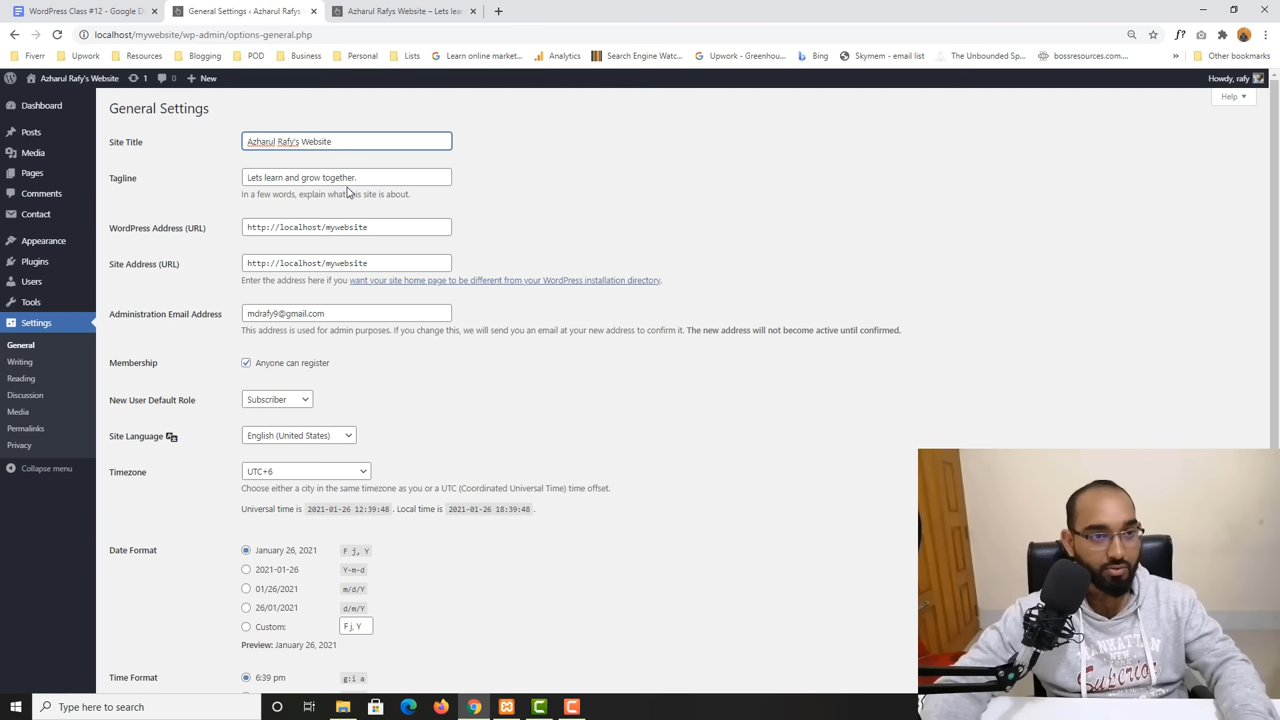 WordPress Class #12 - Google D
General Settings ‹ Azharul Rafys
Azharul Rafys Website – Lets lea
localhost/mywebsite/wp-admin/options-general.php
Fiverr
Upwork
Resources
Blogging
POD
Business
Personal
Lists
Learn online market...
Analytics
Search Engine Watc...
Upwork - Greenhou...
Bing
Skymem - email list
The Unbounded Sp...
bossresources.com...
»
Other bookmarks
Azharul Rafy's Website
1
0
+ New
Howdy, rafy
Dashboard
Posts
Media
Pages
Comments
Contact
Appearance
Plugins
Users
Tools
Settings
General
Writing
Reading
Discussion
Media
Permalinks
Privacy
Collapse menu
Help
General Settings
Site Title
Azharul Rafy's Website
Tagline
Lets learn and grow together.
In a few words, explain what this site is about.
WordPress Address (URL)
http://localhost/mywebsite
Site Address (URL)
http://localhost/mywebsite
Enter the address here if you want your site home page to be different from your WordPress installation directory.
Administration Email Address
mdrafy9@gmail.com
This address is used for admin purposes. If you change this, we will send you an email at your new address to confirm it. The new address will not become active until confirmed.
Membership
Anyone can register
New User Default Role
Subscriber
Site Language
English (United States)
Timezone
UTC+6
Choose either a city in the same timezone as you or a UTC (Coordinated Universal Time) time offset.
Universal time is 2021-01-26 12:39:48. Local time is 2021-01-26 18:39:48.
Date Format
January 26, 2021 F j, Y
2021-01-26 Y-m-d
01/26/2021 m/d/Y
26/01/2021 d/m/Y
Custom: F j, Y
Preview: January 26, 2021
Time Format
6:39 pm g:i a
MANHATTAN
Superior
Type here to search